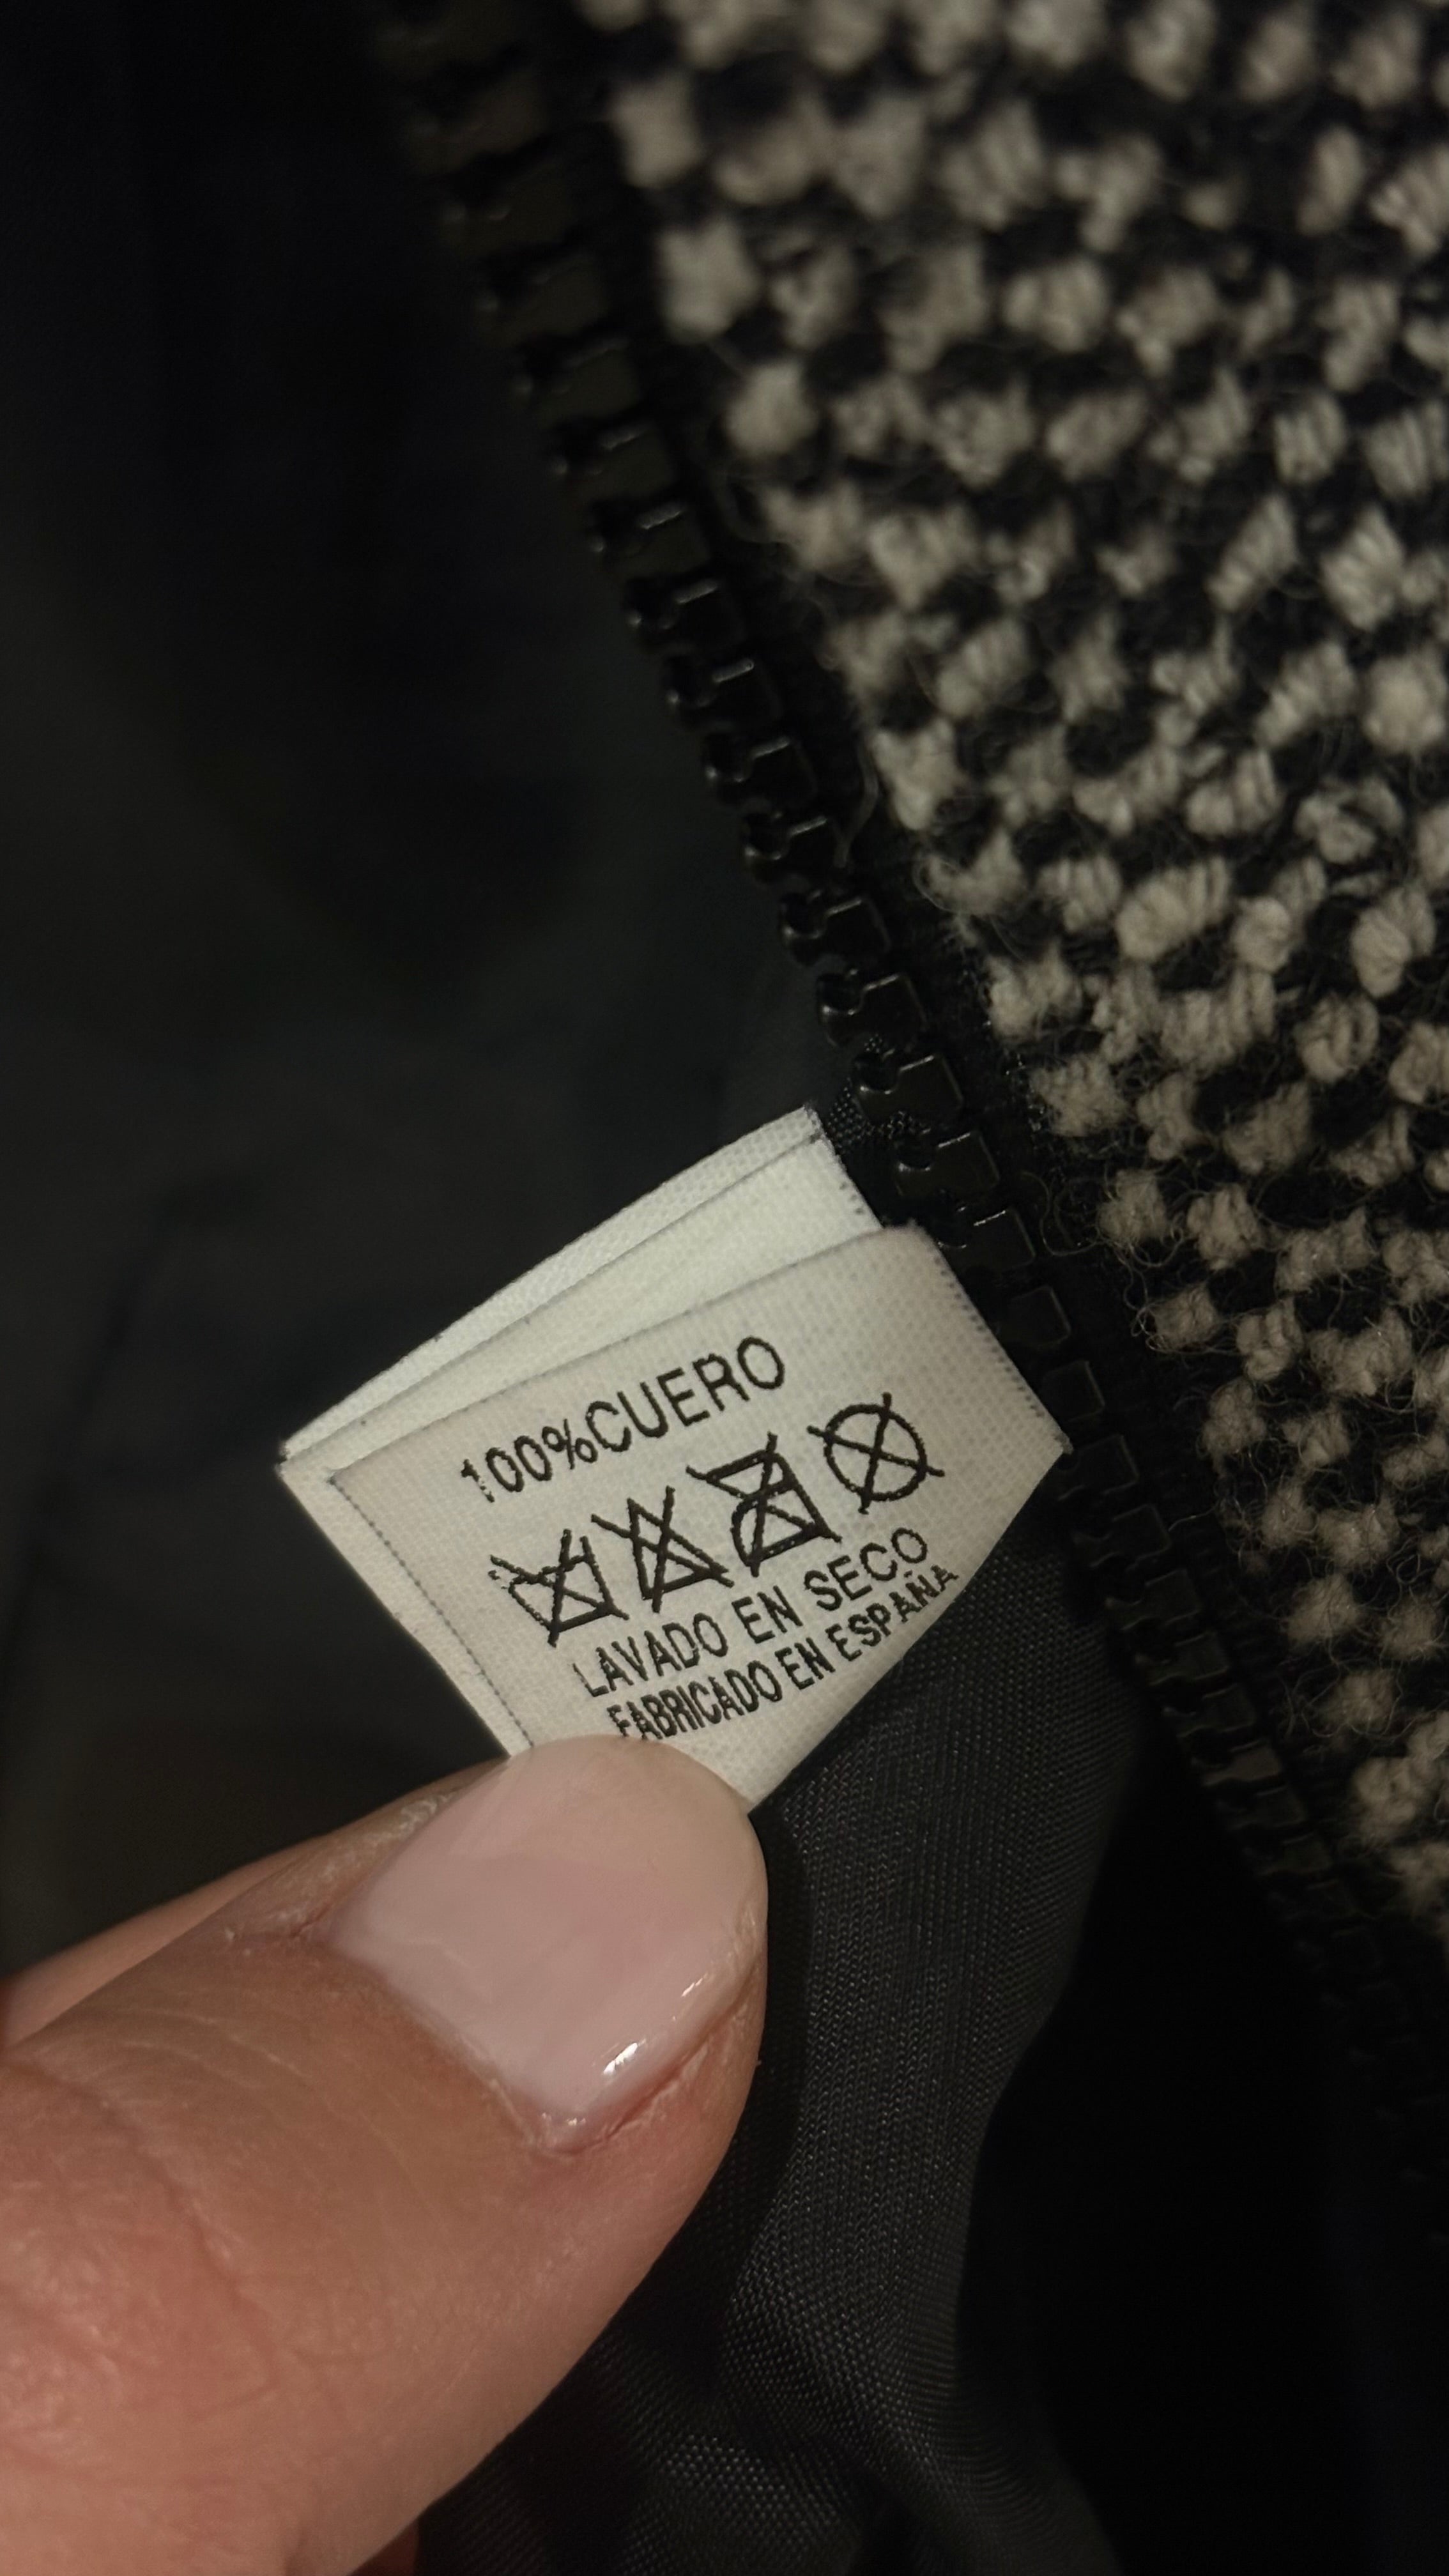 100%CUERO
LAVADO EN SECO
FABRICADO EN ESPAÑA